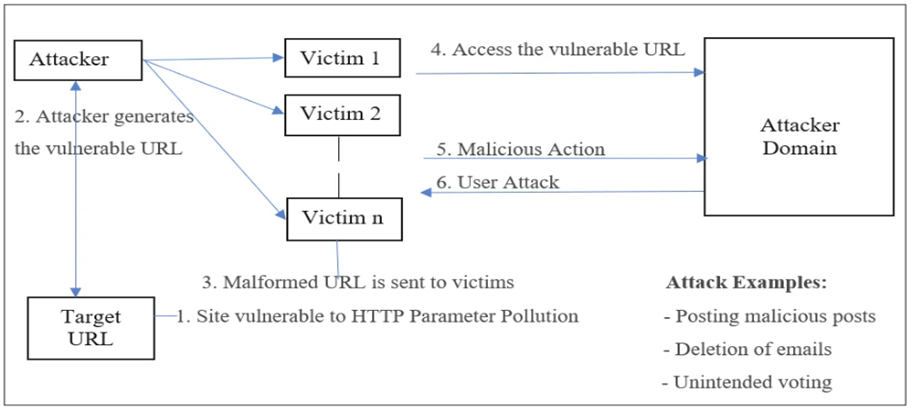 Attacker
Victim 1
4. Access the vulnerable URL
Victim 2
2. Attacker generates
the vulnerable URL
Attacker
Domain
5. Malicious Action
6. User Attack
Victim n
3. Malformed URL is sent to victims
Target
URL
1. Site vulnerable to HTTP Parameter Pollution
Attack Examples:
- Posting malicious posts
- Deletion of emails
- Unintended voting